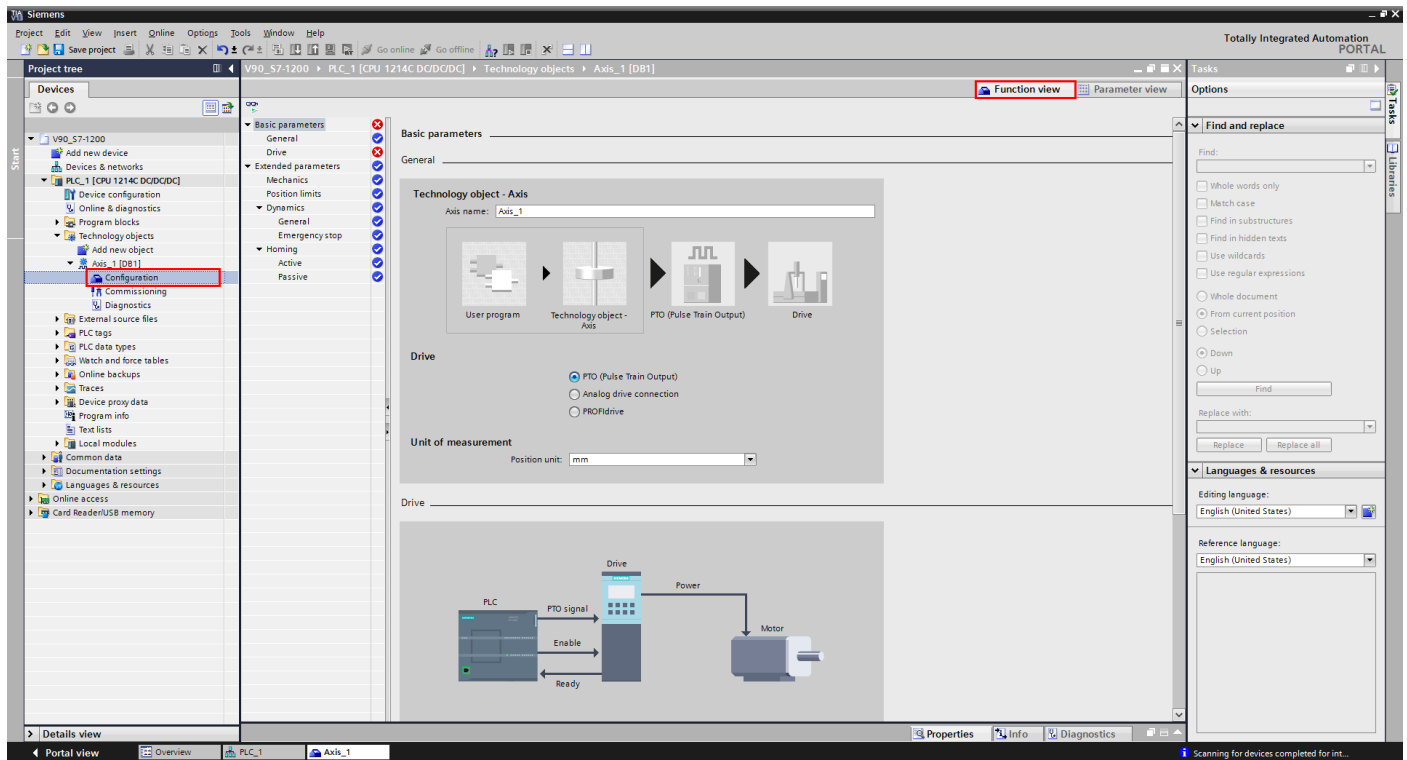 Siemens
Project Edit View Insert Online Options Tools Window Help
Save project
Go online
Go offline
Totally Integrated Automation
PORTAL
Project tree
V90_S7-1200 PLC_1 [CPU 1214C DC/DC/DC] Technology objects Axis_1 [DB1]
Tasks
Devices
Function view
Parameter view
Options
Start
V90_S7-1200
Add new device
Devices & networks
PLC_1 [CPU 1214C DC/DC/DC]
Device configuration
Online & diagnostics
Program blocks
Technology objects
Add new object
Axis_1 [DB1]
Configuration
Commissioning
Diagnostics
External source files
PLC tags
PLC data types
Watch and force tables
Online backups
Traces
Device proxy data
Program info
Text lists
Local modules
Common data
Documentation settings
Languages & resources
Online access
Card Reader/USB memory
Details view
Basic parameters
General
Drive
Extended parameters
Mechanics
Position limits
Dynamics
General
Emergency stop
Homing
Active
Passive
Basic parameters
General
Technology object - Axis
Axis name: Axis_1
User program
Technology object -
Axis
PTO (Pulse Train Output)
Drive
Drive
PTO (Pulse Train Output)
Analog drive connection
PROFIdrive
Unit of measurement
Position unit: mm
Drive
Drive
Power
PLC
PTO signal
Motor
Enable
Ready
Properties
Info
Diagnostics
Find and replace
Find:
Whole words only
Match case
Find in substructures
Find in hidden texts
Use wildcards
Use regular expressions
Whole document
From current position
Selection
Down
Up
Find
Replace with:
Replace
Replace all
Languages & resources
Editing language:
English (United States)
Reference language:
English (United States)
Tasks
Libraries
Portal view
Overview
PLC_1
Axis_1
Scanning for devices completed for int...